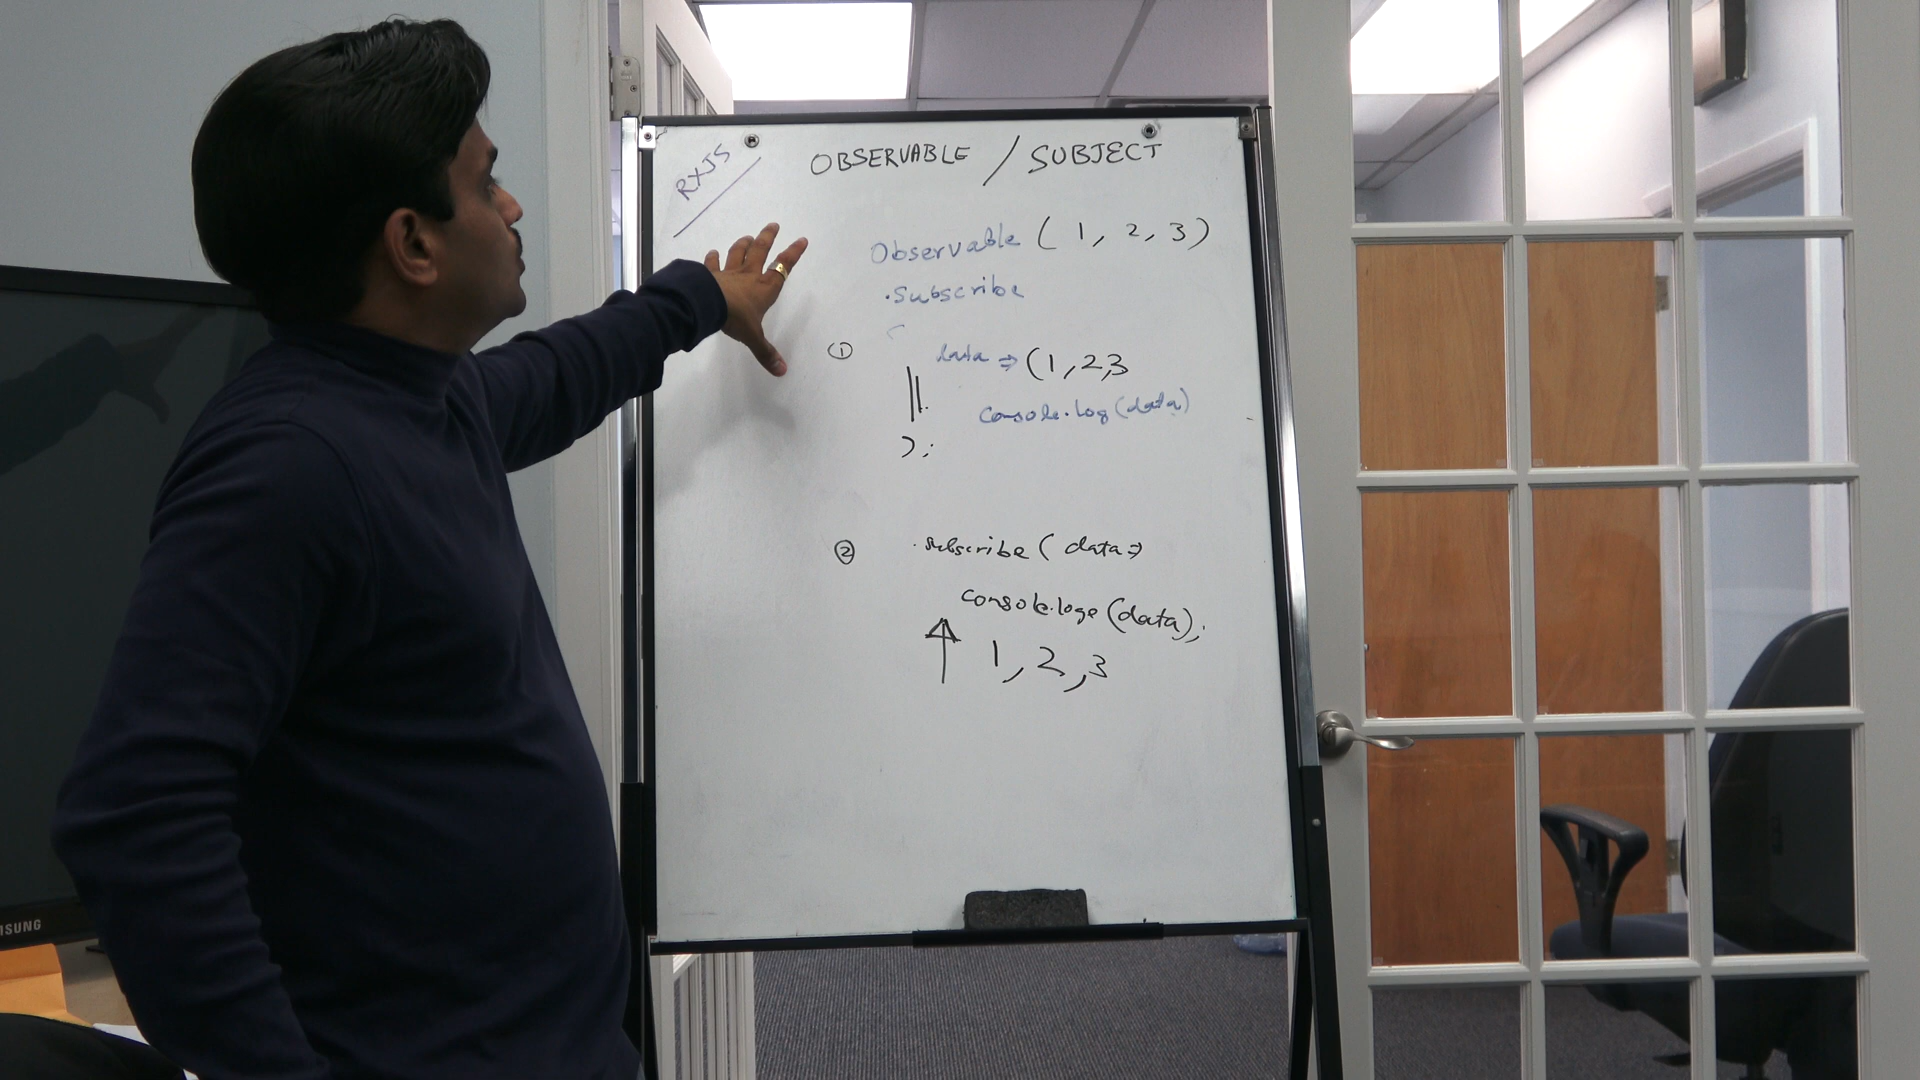 RXJS
OBSERVABLE / SUBJECT
Observable ( 1, 2, 3 )
.subscribe
(
① data => (1,2,3
console.log(data)
);
② .subscribe ( data =>
console.loge (data);
1, 2, 3
SUNG